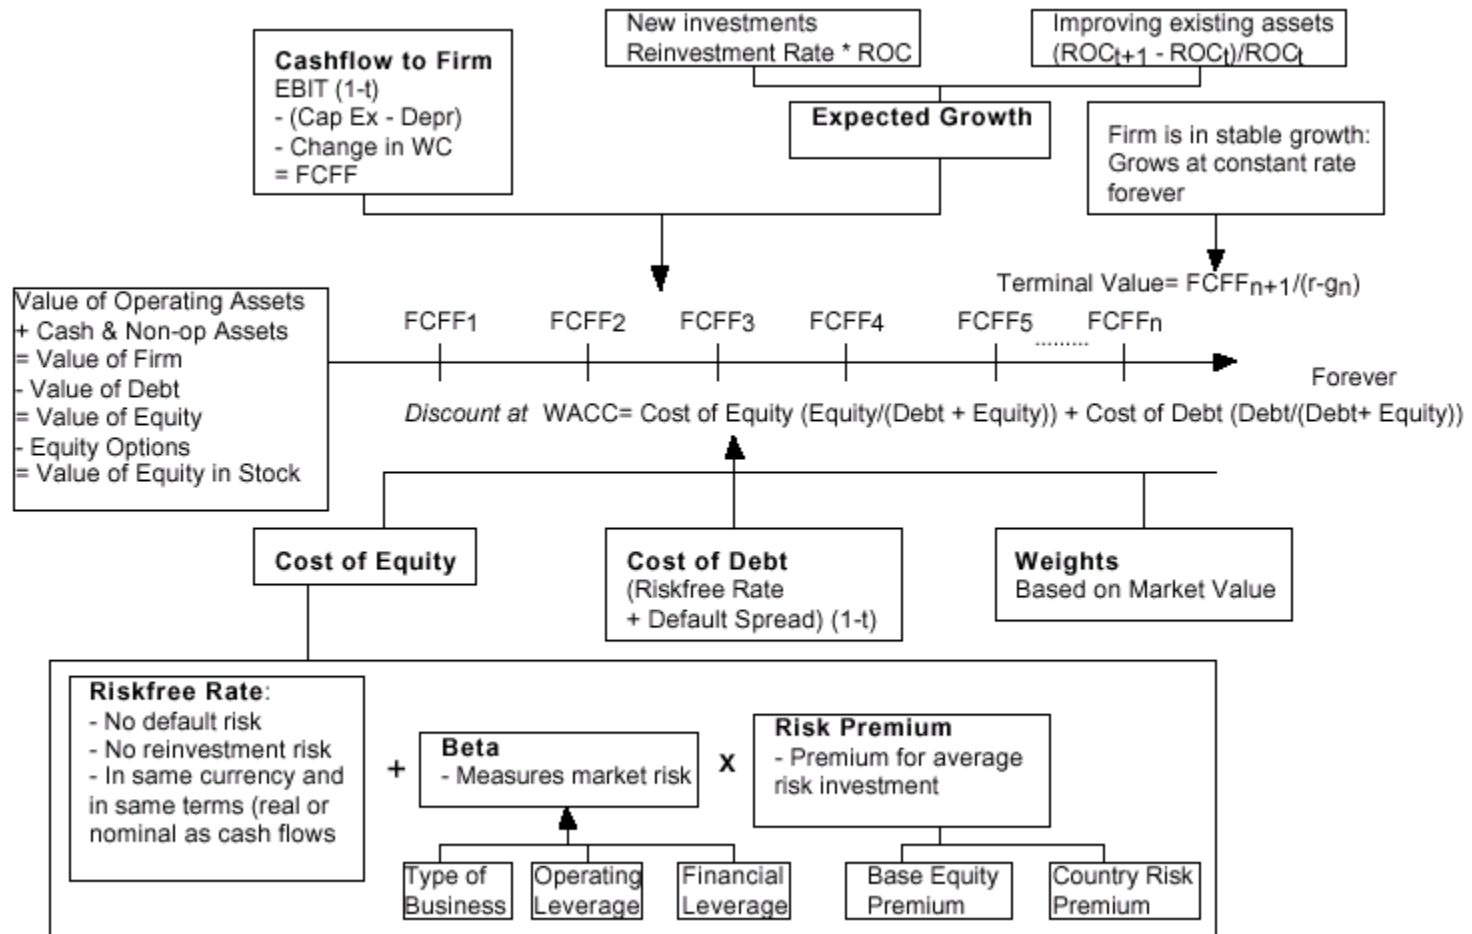 New investments
Reinvestment Rate * ROC
Improving existing assets
(ROCt+1 - ROCt)/ROCt
Cashflow to Firm
EBIT (1-t)
- (Cap Ex - Depr)
- Change in WC
= FCFF
Expected Growth
Firm is in stable growth:
Grows at constant rate
forever
Terminal Value= FCFFn+1/(r-gn)
Value of Operating Assets
+ Cash & Non-op Assets
= Value of Firm
- Value of Debt
= Value of Equity
- Equity Options
= Value of Equity in Stock
FCFF1 FCFF2 FCFF3 FCFF4 FCFF5 ......... FCFFn
Forever
Discount at WACC= Cost of Equity (Equity/(Debt + Equity)) + Cost of Debt (Debt/(Debt+ Equity))
Cost of Equity
Cost of Debt
(Riskfree Rate
+ Default Spread) (1-t)
Weights
Based on Market Value
Riskfree Rate:
- No default risk
- No reinvestment risk
- In same currency and
in same terms (real or
nominal as cash flows
+
Beta
- Measures market risk
X
Risk Premium
- Premium for average
risk investment
Type of
Business
Operating
Leverage
Financial
Leverage
Base Equity
Premium
Country Risk
Premium